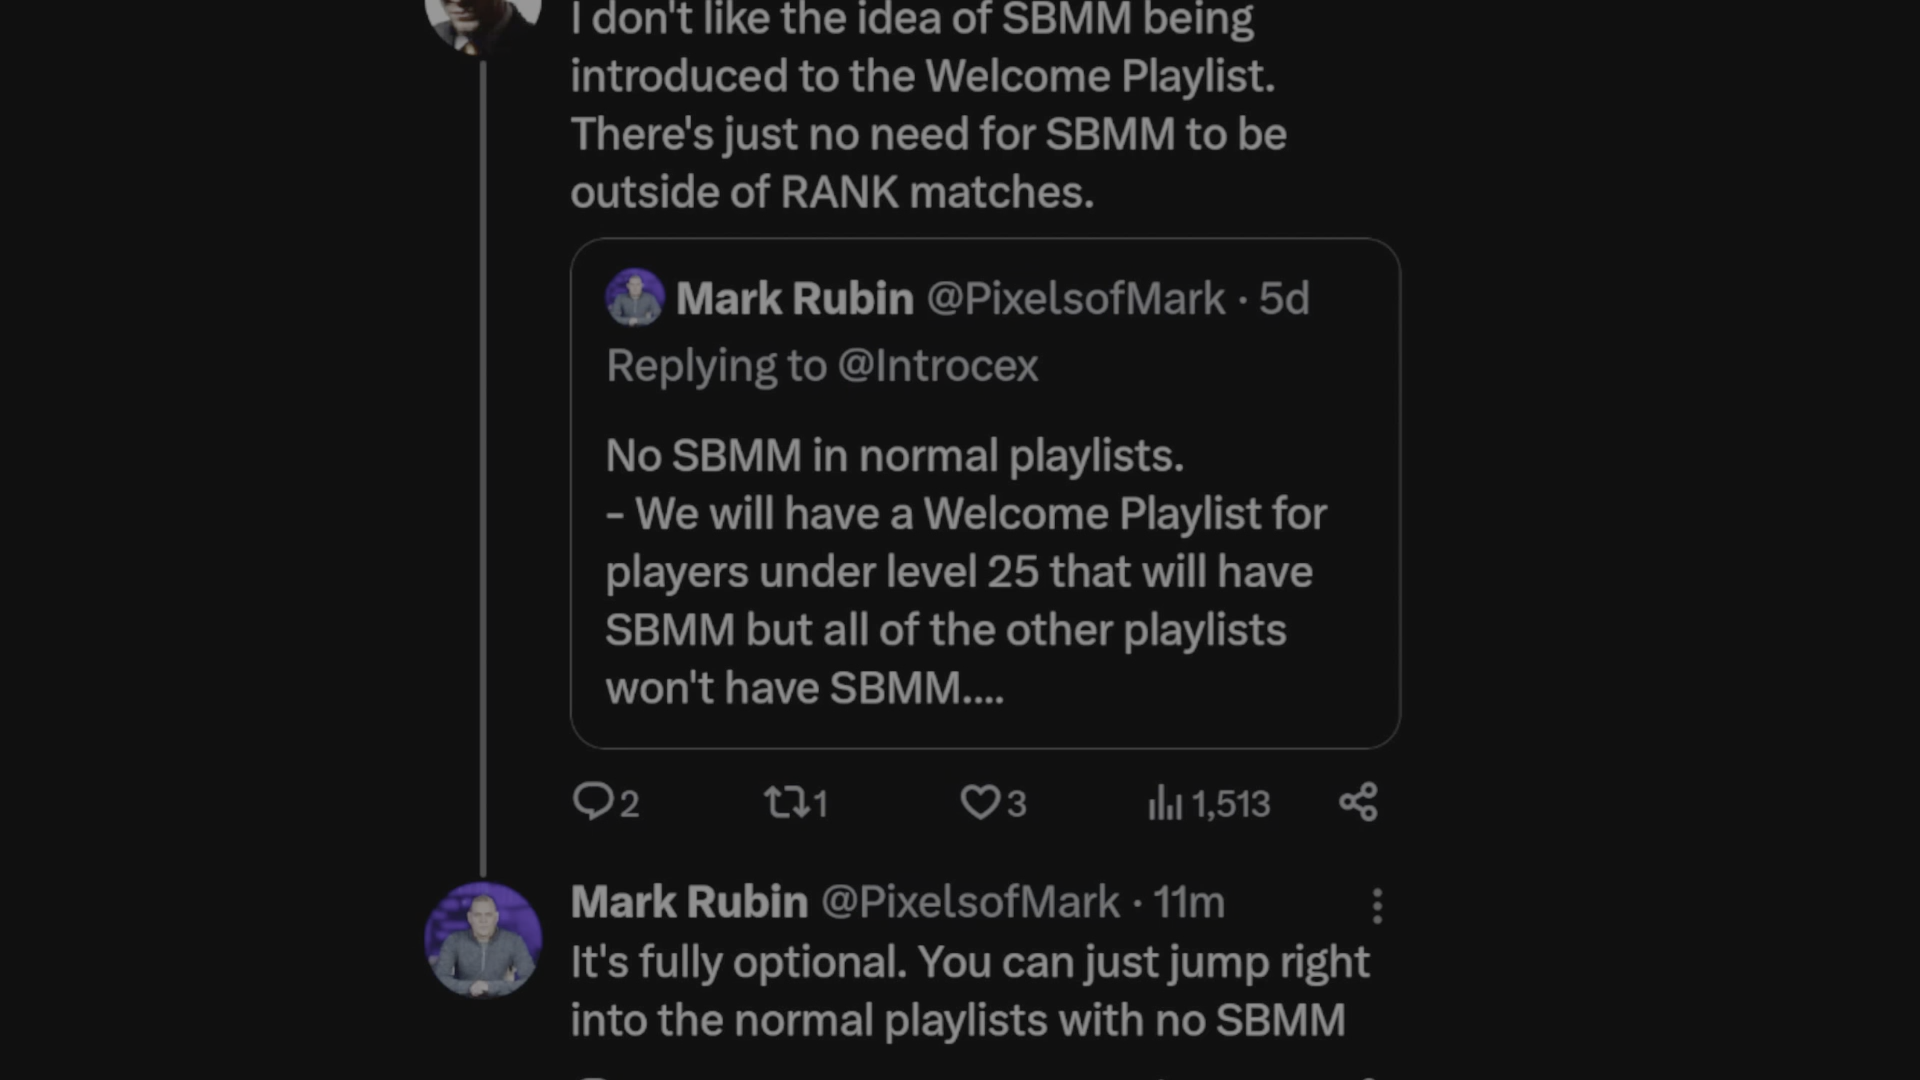 I don't like the idea of SBMM being
introduced to the Welcome Playlist.
There's just no need for SBMM to be
outside of RANK matches.
Mark Rubin @PixelsofMark · 5d
Replying to @Introcex
No SBMM in normal playlists.
- We will have a Welcome Playlist for
players under level 25 that will have
SBMM but all of the other playlists
won't have SBMM....
2 1 3 1,513
Mark Rubin @PixelsofMark · 11m
It's fully optional. You can just jump right
into the normal playlists with no SBMM